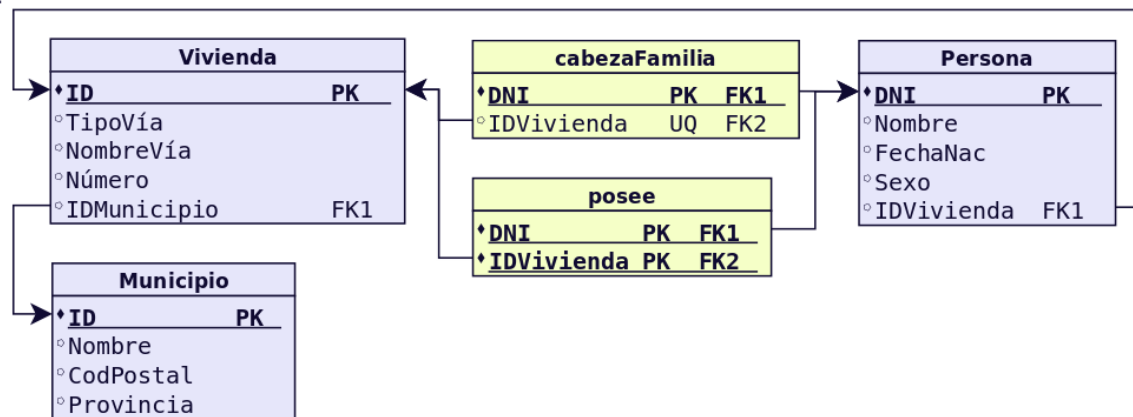 Vivienda
ID PK
TipoVía
NombreVía
Número
IDMunicipio FK1
cabezaFamilia
DNI PK FK1
IDVivienda UQ FK2
Persona
DNI PK
Nombre
FechaNac
Sexo
IDVivienda FK1
posee
DNI PK FK1
IDVivienda PK FK2
Municipio
ID PK
Nombre
CodPostal
Provincia